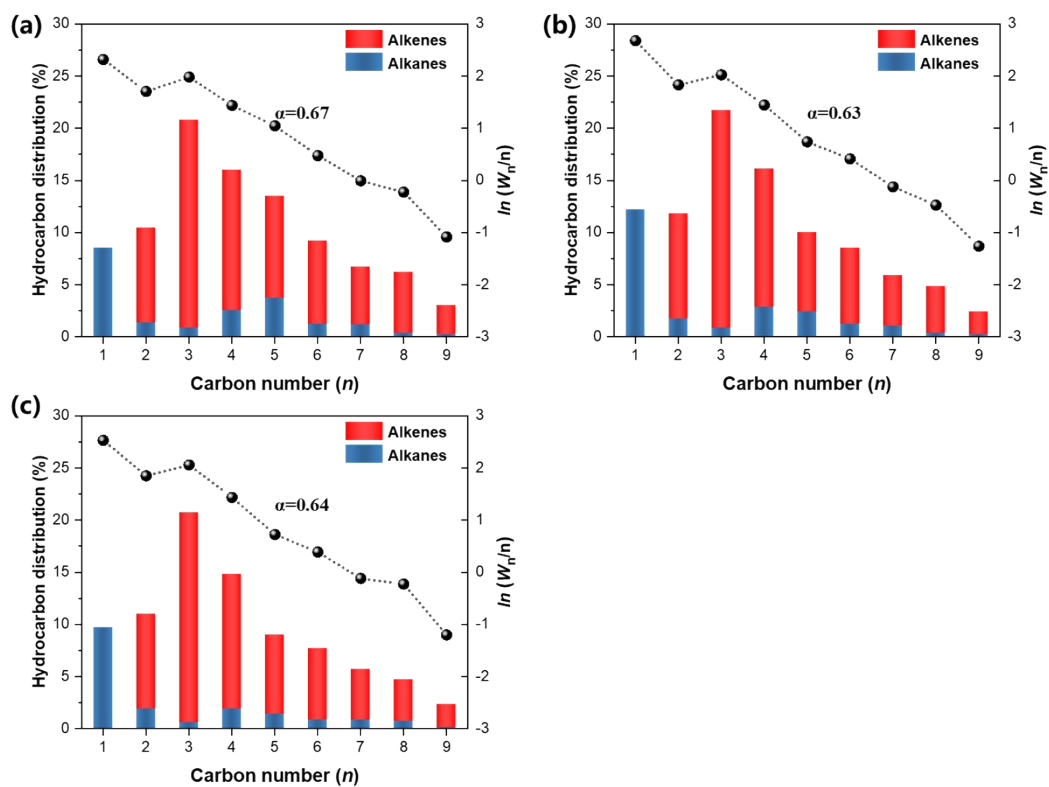 (a)
30
25
20
15
10
5
0
Hydrocarbon distribution (%)
Alkenes
Alkanes
α=0.67
3
2
1
0
-1
-2
-3
ln (Wn/n)
1 2 3 4 5 6 7 8 9
Carbon number (n)
(b)
30
25
20
15
10
5
0
Hydrocarbon distribution (%)
Alkenes
Alkanes
α=0.63
3
2
1
0
-1
-2
-3
ln (Wn/n)
1 2 3 4 5 6 7 8 9
Carbon number (n)
(c)
30
25
20
15
10
5
0
Hydrocarbon distribution (%)
Alkenes
Alkanes
α=0.64
3
2
1
0
-1
-2
-3
ln (Wn/n)
1 2 3 4 5 6 7 8 9
Carbon number (n)